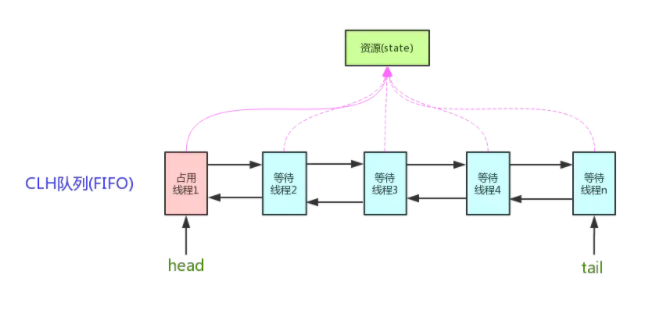 资源(state)
CLH队列(FIFO)
占用
线程1
等待
线程2
等待
线程3
等待
线程4
等待
线程n
head
tail